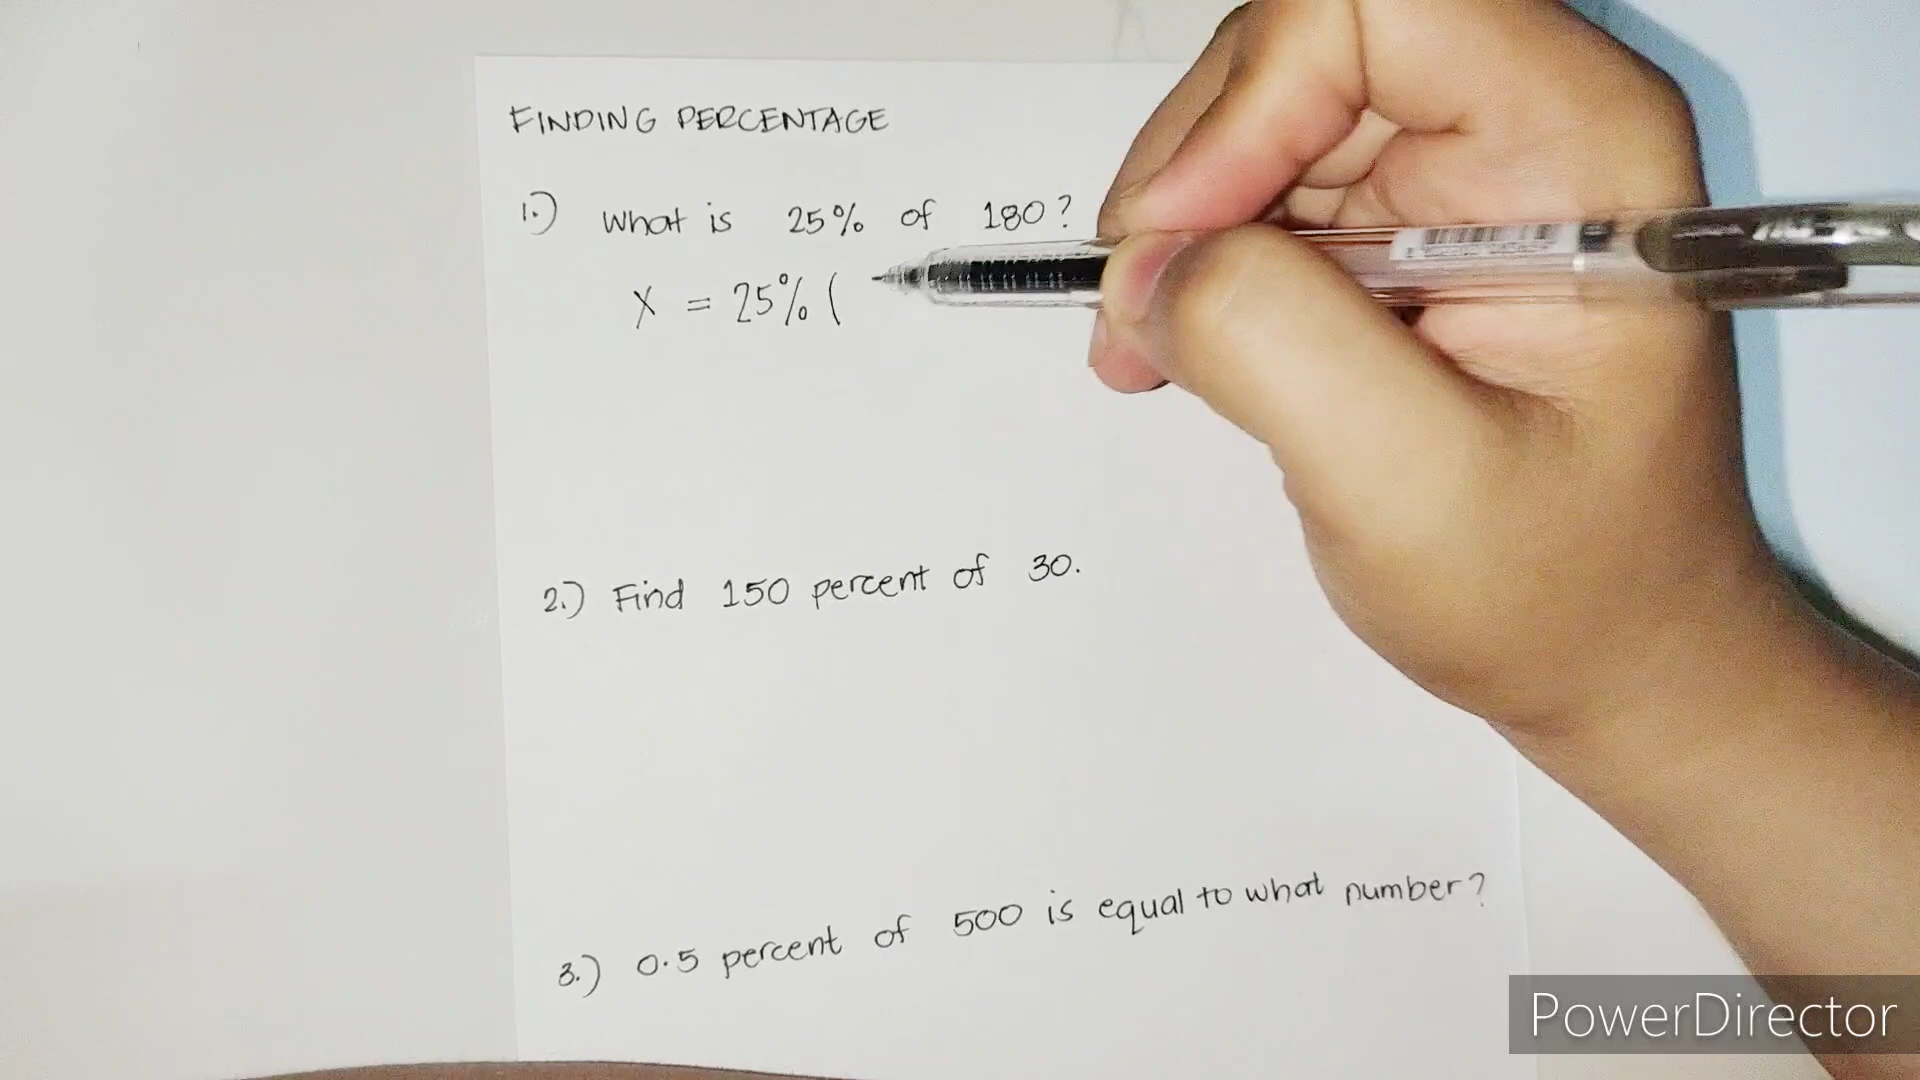 FINDING PERCENTAGE
1.) What is 25% of 180?
X = 25% (
2.) Find 150 percent of 30.
3.) 0.5 percent of 500 is equal to what number?
PowerDirector